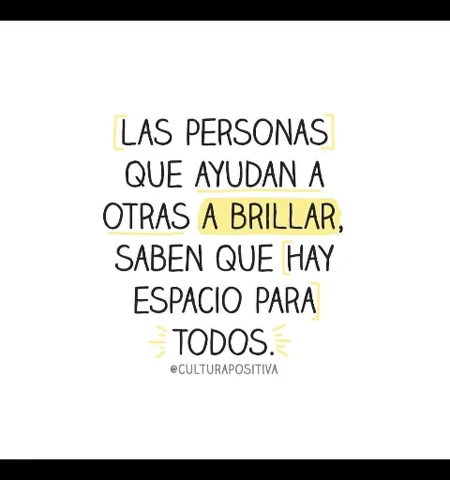 LAS PERSONAS
QUE AYUDAN A
OTRAS A BRILLAR,
SABEN QUE HAY
ESPACIO PARA
TODOS.
@CULTURAPOSITIVA